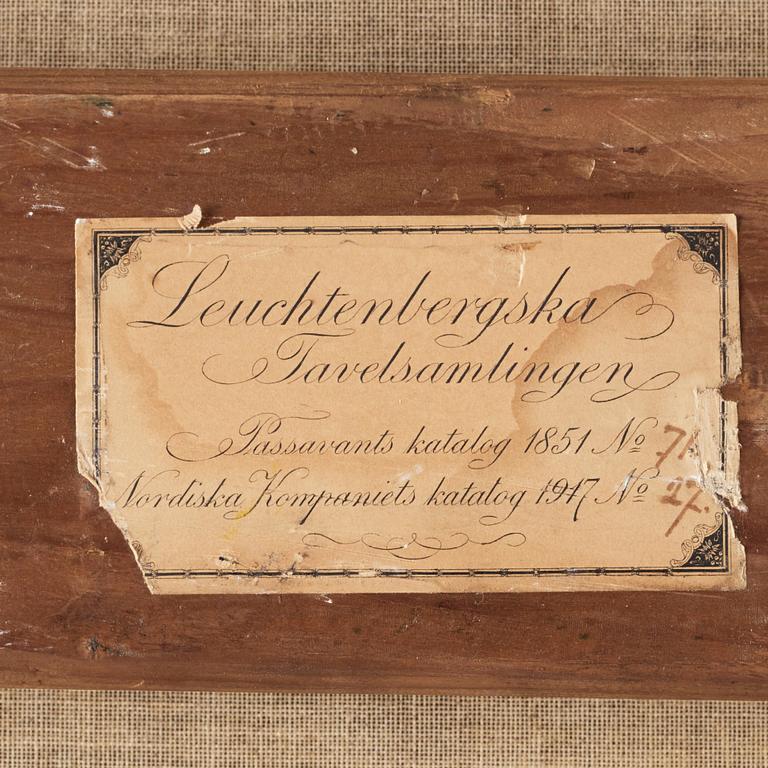 Leuchtenbergska
Tavelsamlingen
Passavants katalog 1851 No 71.
Nordiska Kompaniets katalog 1917 No 27.